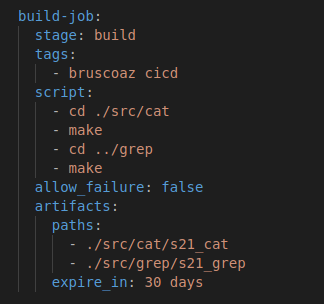 build-job:
  stage: build
  tags:
    - bruscoaz cicd
  script:
    - cd ./src/cat
    - make
    - cd ../grep
    - make
  allow_failure: false
  artifacts:
    paths:
      - ./src/cat/s21_cat
      - ./src/grep/s21_grep
    expire_in: 30 days